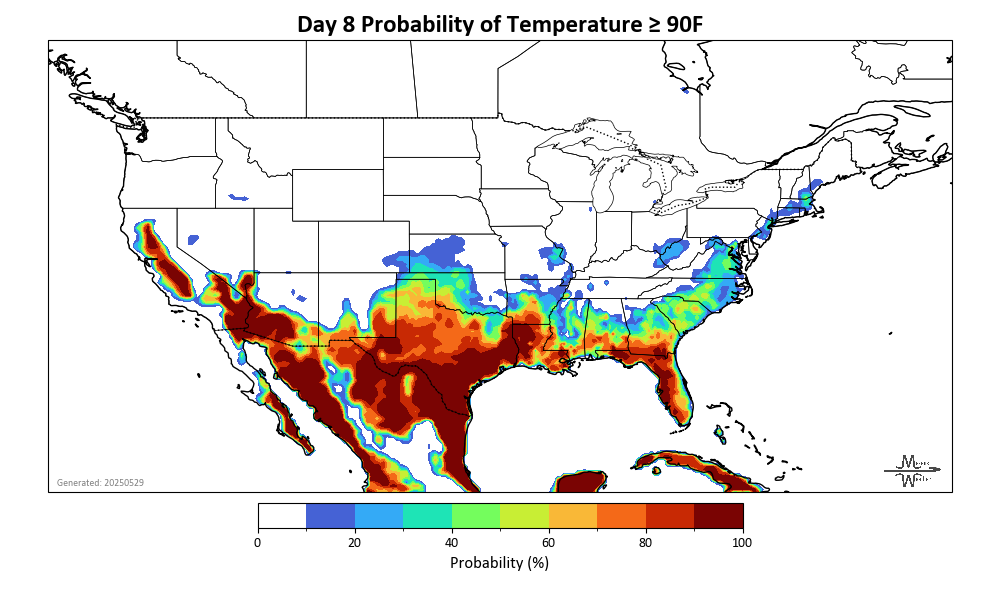 Day 8 Probability of Temperature ≥ 90F
Generated: 20250529
0 20 40 60 80 100
Probability (%)